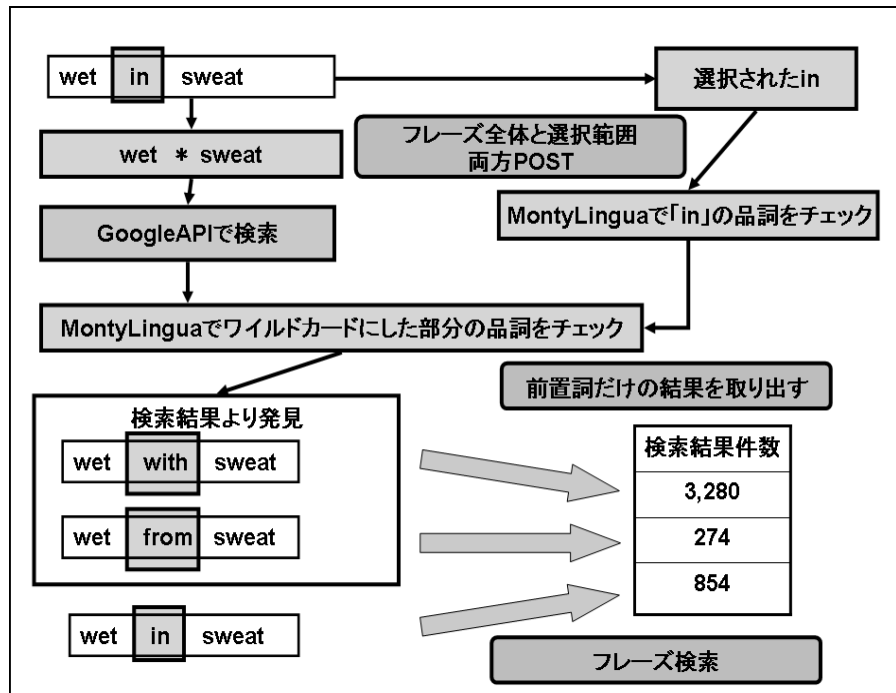 wet in sweat
選択されたin
フレーズ全体と選択範囲
両方POST
wet * sweat
MontyLinguaで「in」の品詞をチェック
GoogleAPIで検索
MontyLinguaでワイルドカードにした部分の品詞をチェック
前置詞だけの結果を取り出す
検索結果より発見
wet with sweat
wet from sweat
wet in sweat
検索結果件数
3,280
274
854
フレーズ検索